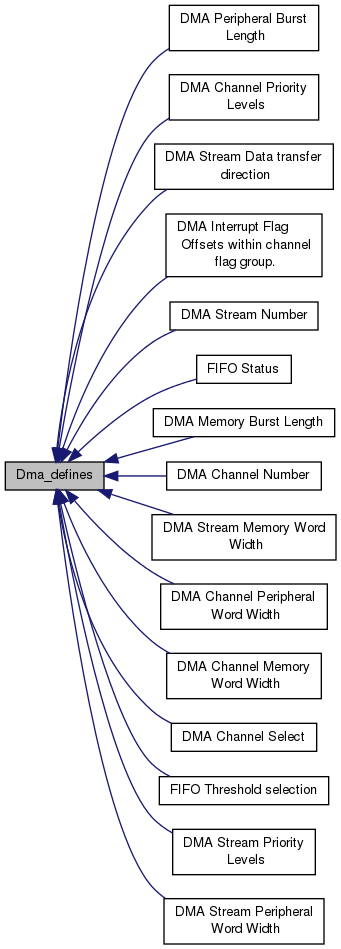 DMA Peripheral Burst
Length
DMA Channel Priority
Levels
DMA Stream Data transfer
direction
DMA Interrupt Flag
Offsets within channel
flag group.
DMA Stream Number
FIFO Status
DMA Memory Burst Length
Dma_defines
DMA Channel Number
DMA Stream Memory Word
Width
DMA Channel Peripheral
Word Width
DMA Channel Memory
Word Width
DMA Channel Select
FIFO Threshold selection
DMA Stream Priority
Levels
DMA Stream Peripheral
Word Width